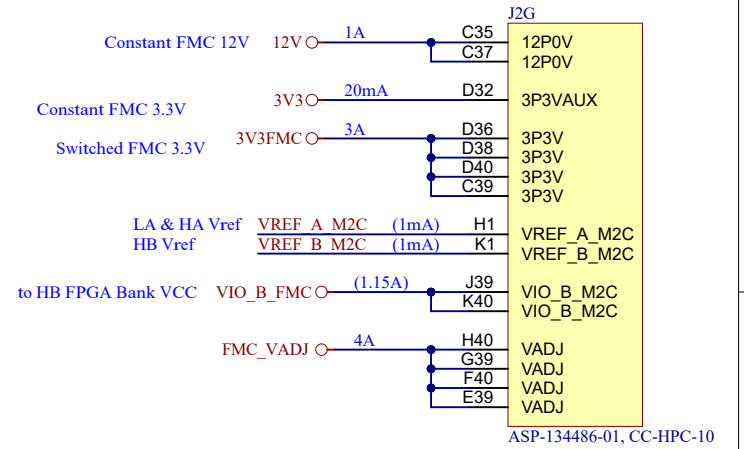 J2G
Constant FMC 12V 12V 1A C35 12P0V
C37 12P0V
3V3 20mA D32 3P3VAUX
Constant FMC 3.3V
3V3FMC 3A D36 3P3V
Switched FMC 3.3V D38 3P3V
D40 3P3V
C39 3P3V
LA & HA Vref VREF_A_M2C (1mA) H1 VREF_A_M2C
HB Vref VREF_B_M2C (1mA) K1 VREF_B_M2C
to HB FPGA Bank VCC VIO_B_FMC (1.15A) J39 VIO_B_M2C
K40 VIO_B_M2C
FMC_VADJ 4A H40 VADJ
G39 VADJ
F40 VADJ
E39 VADJ
ASP-134486-01, CC-HPC-10